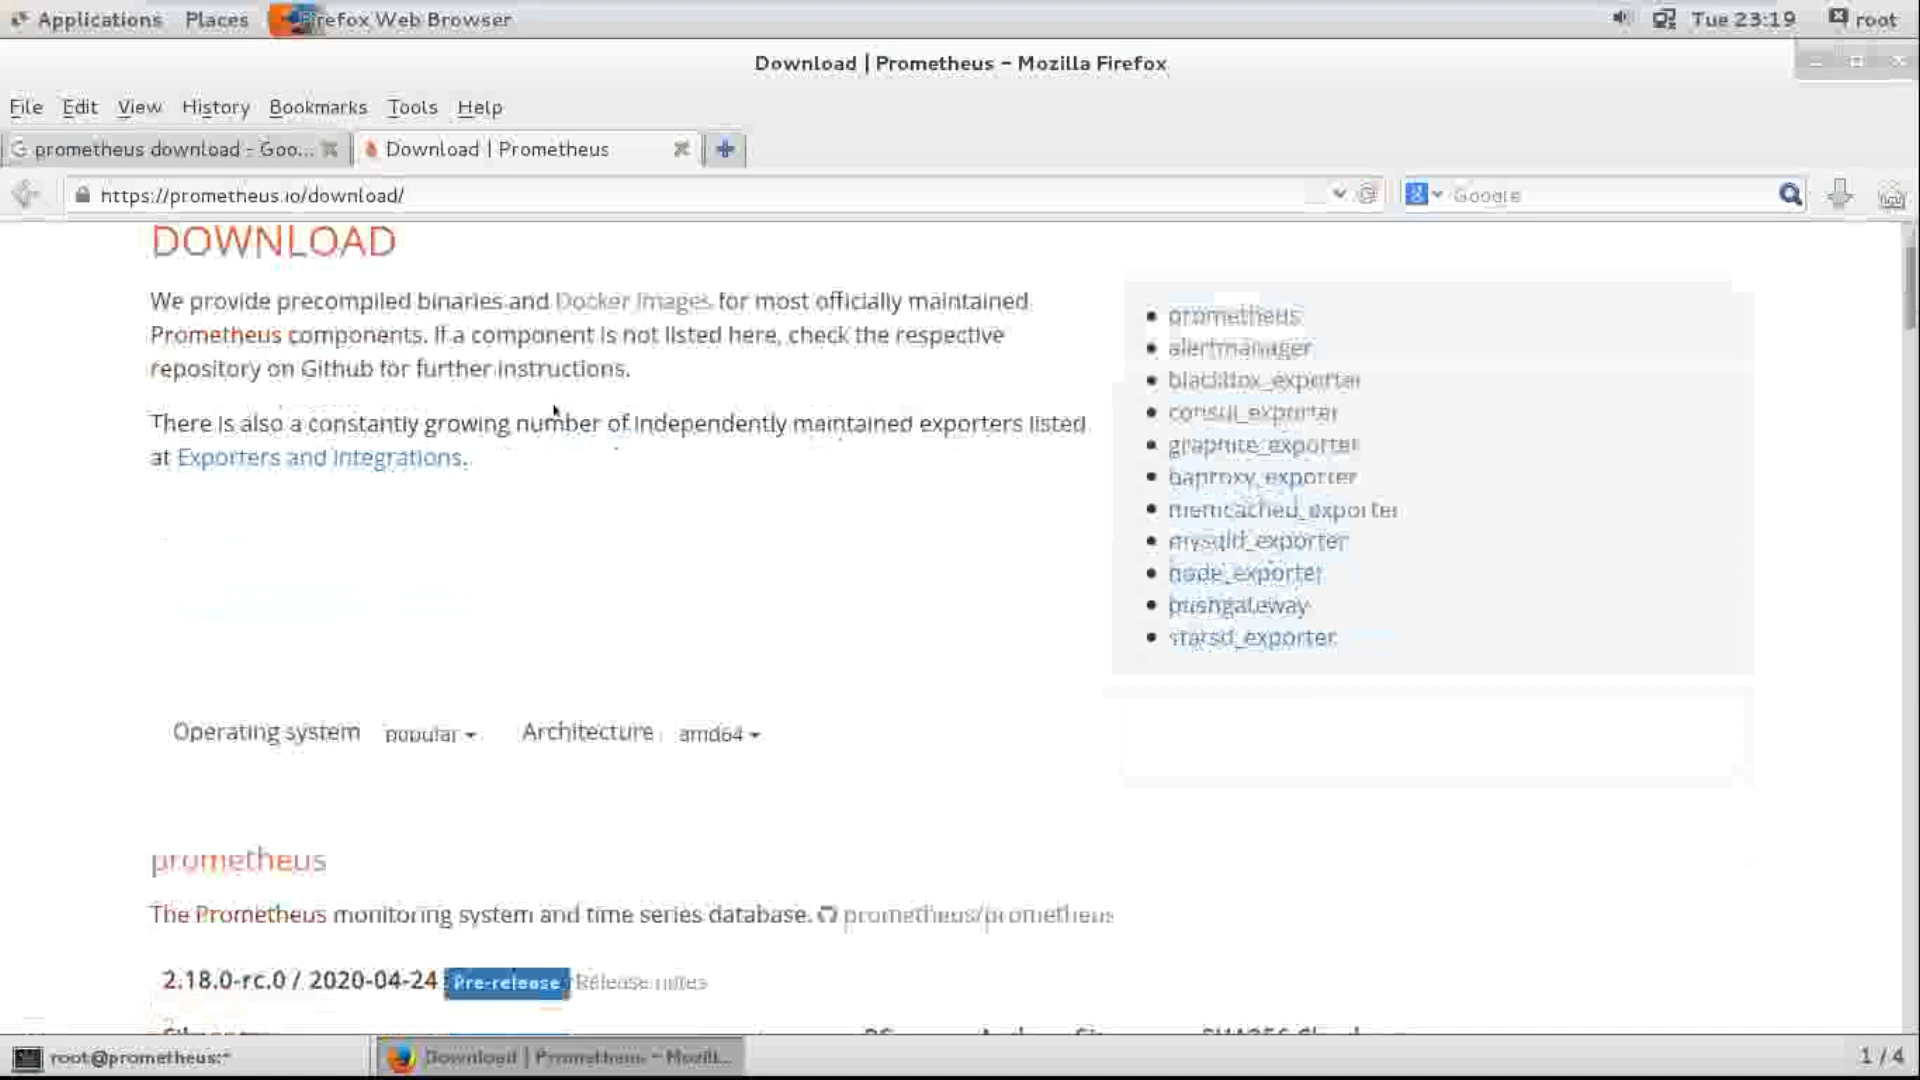 Applications Places Firefox Web Browser Tue 23:19 root
Download | Prometheus - Mozilla Firefox
File Edit View History Bookmarks Tools Help
prometheus download - Goo... Download | Prometheus
https://prometheus.io/download/ Google
DOWNLOAD
We provide precompiled binaries and Docker Images for most officially maintained
Prometheus components. If a component is not listed here, check the respective
repository on Github for further instructions.
There is also a constantly growing number of independently maintained exporters listed
at Exporters and Integrations.
prometheus
alertmanager
blackbox_exporter
consul_exporter
graphite_exporter
haproxy_exporter
memcached_exporter
mysqld_exporter
node_exporter
pushgateway
statsd_exporter
Operating system popular Architecture amd64
prometheus
The Prometheus monitoring system and time series database. prometheus/prometheus
2.18.0-rc.0 / 2020-04-24 Pre-release Release notes
root@prometheus:~ Download | Prometheus - Mozill... 1 / 4